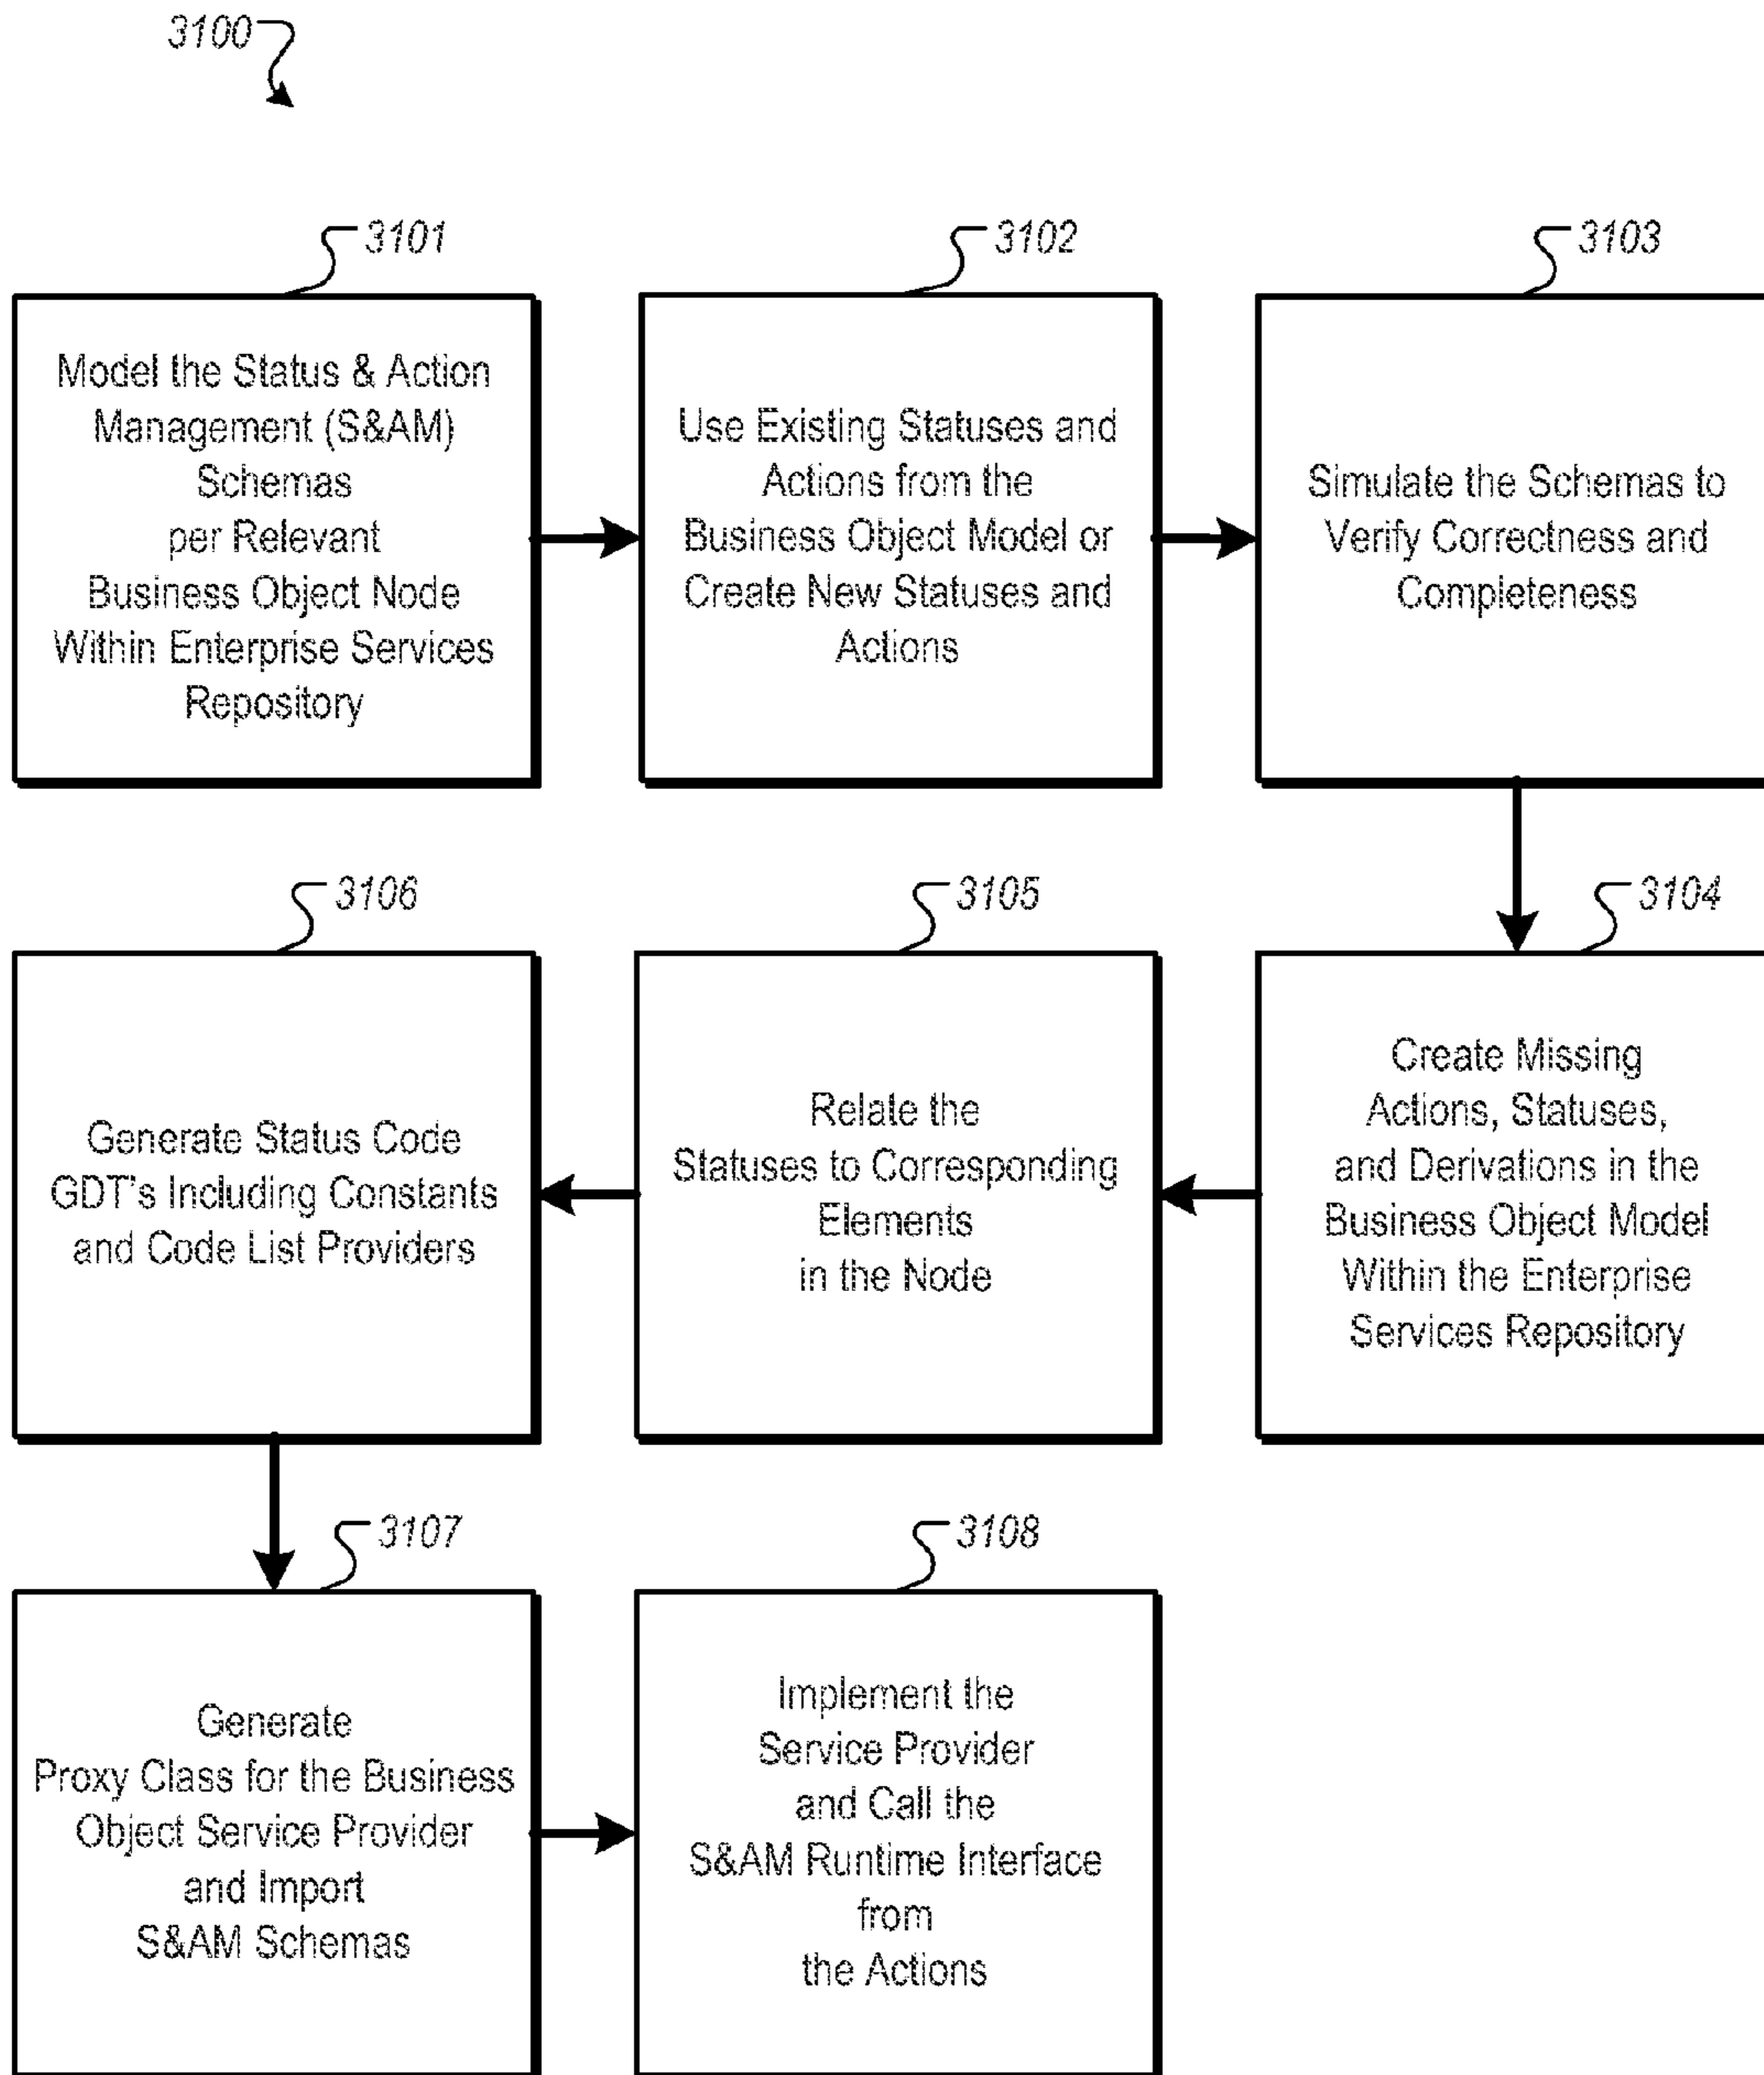 3100
3101
Model the Status & Action
Management (S&AM)
Schemas
per Relevant
Business Object Node
Within Enterprise Services
Repository
3102
Use Existing Statuses and
Actions from the
Business Object Model or
Create New Statuses and
Actions
3103
Simulate the Schemas to
Verify Correctness and
Completeness
3104
Create Missing
Actions, Statuses,
and Derivations in the
Business Object Model
Within the Enterprise
Services Repository
3105
Relate the
Statuses to Corresponding
Elements
in the Node
3106
Generate Status Code
GDT's Including Constants
and Code List Providers
3107
Generate
Proxy Class for the Business
Object Service Provider
and Import
S&AM Schemas
3108
Implement the
Service Provider
and Call the
S&AM Runtime Interface
from
the Actions